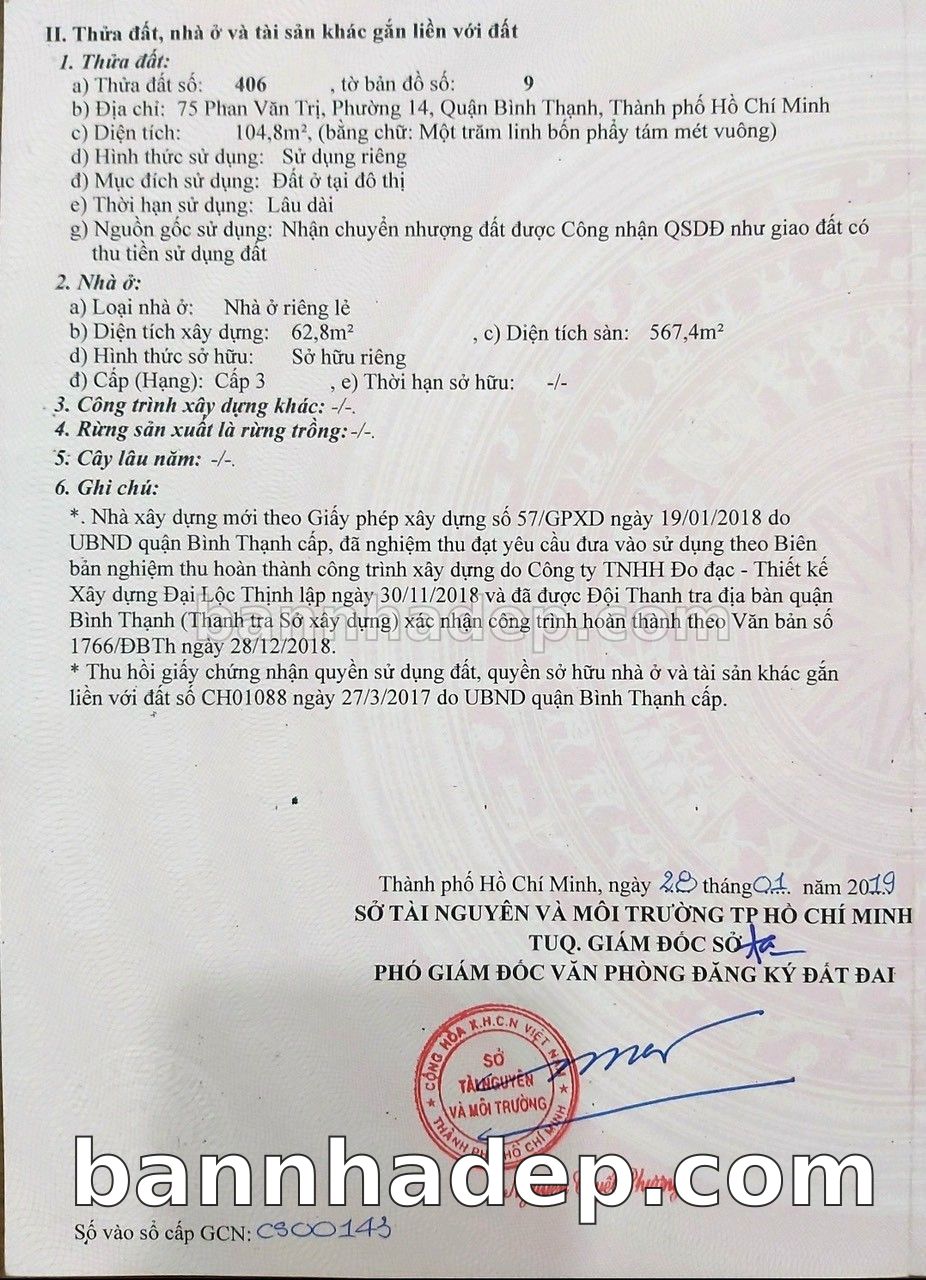 II. Thửa đất, nhà ở và tài sản khác gắn liền với đất
1. Thửa đất:
a) Thửa đất số: 406 , tờ bản đồ số: 9
b) Địa chỉ: 75 Phan Văn Trị, Phường 14, Quận Bình Thạnh, Thành phố Hồ Chí Minh
c) Diện tích: 104,8m², (bằng chữ: Một trăm linh bốn phẩy tám mét vuông)
d) Hình thức sử dụng: Sử dụng riêng
đ) Mục đích sử dụng: Đất ở tại đô thị
e) Thời hạn sử dụng: Lâu dài
g) Nguồn gốc sử dụng: Nhận chuyển nhượng đất được Công nhận QSDĐ như giao đất có
thu tiền sử dụng đất
2. Nhà ở:
a) Loại nhà ở: Nhà ở riêng lẻ
b) Diện tích xây dựng: 62,8m² , c) Diện tích sàn: 567,4m²
d) Hình thức sở hữu: Sở hữu riêng
đ) Cấp (Hạng): Cấp 3 , e) Thời hạn sở hữu: -/-
3. Công trình xây dựng khác: -/-.
4. Rừng sản xuất là rừng trồng: -/-.
5. Cây lâu năm: -/-.
6. Ghi chú:
*. Nhà xây dựng mới theo Giấy phép xây dựng số 57/GPXD ngày 19/01/2018 do
UBND quận Bình Thạnh cấp, đã nghiệm thu đạt yêu cầu đưa vào sử dụng theo Biên
bản nghiệm thu hoàn thành công trình xây dựng do Công ty TNHH Đo đạc - Thiết kế
Xây dựng Đại Lộc Thịnh lập ngày 30/11/2018 và đã được Đội Thanh tra địa bàn quận
Bình Thạnh (Thanh tra Sở xây dựng) xác nhận công trình hoàn thành theo Văn bản số
bannhadep.com
1766/ĐBTh ngày 28/12/2018.
* Thu hồi giấy chứng nhận quyền sử dụng đất, quyền sở hữu nhà ở và tài sản khác gắn
liền với đất số CH01088 ngày 27/3/2017 do UBND quận Bình Thạnh cấp.
Thành phố Hồ Chí Minh, ngày 28 tháng 01 năm 2019
SỞ TÀI NGUYÊN VÀ MÔI TRƯỜNG TP HỒ CHÍ MINH
TUQ. GIÁM ĐỐC SỞ
PHÓ GIÁM ĐỐC VĂN PHÒNG ĐĂNG KÝ ĐẤT ĐAI
CỘNG HÒA X.H.C.N VIỆT NAM
SỞ
TÀI NGUYÊN
VÀ MÔI TRƯỜNG
THÀNH PHỐ HỒ CHÍ MINH
bannhadep.com
Số vào sổ cấp GCN: CS00143